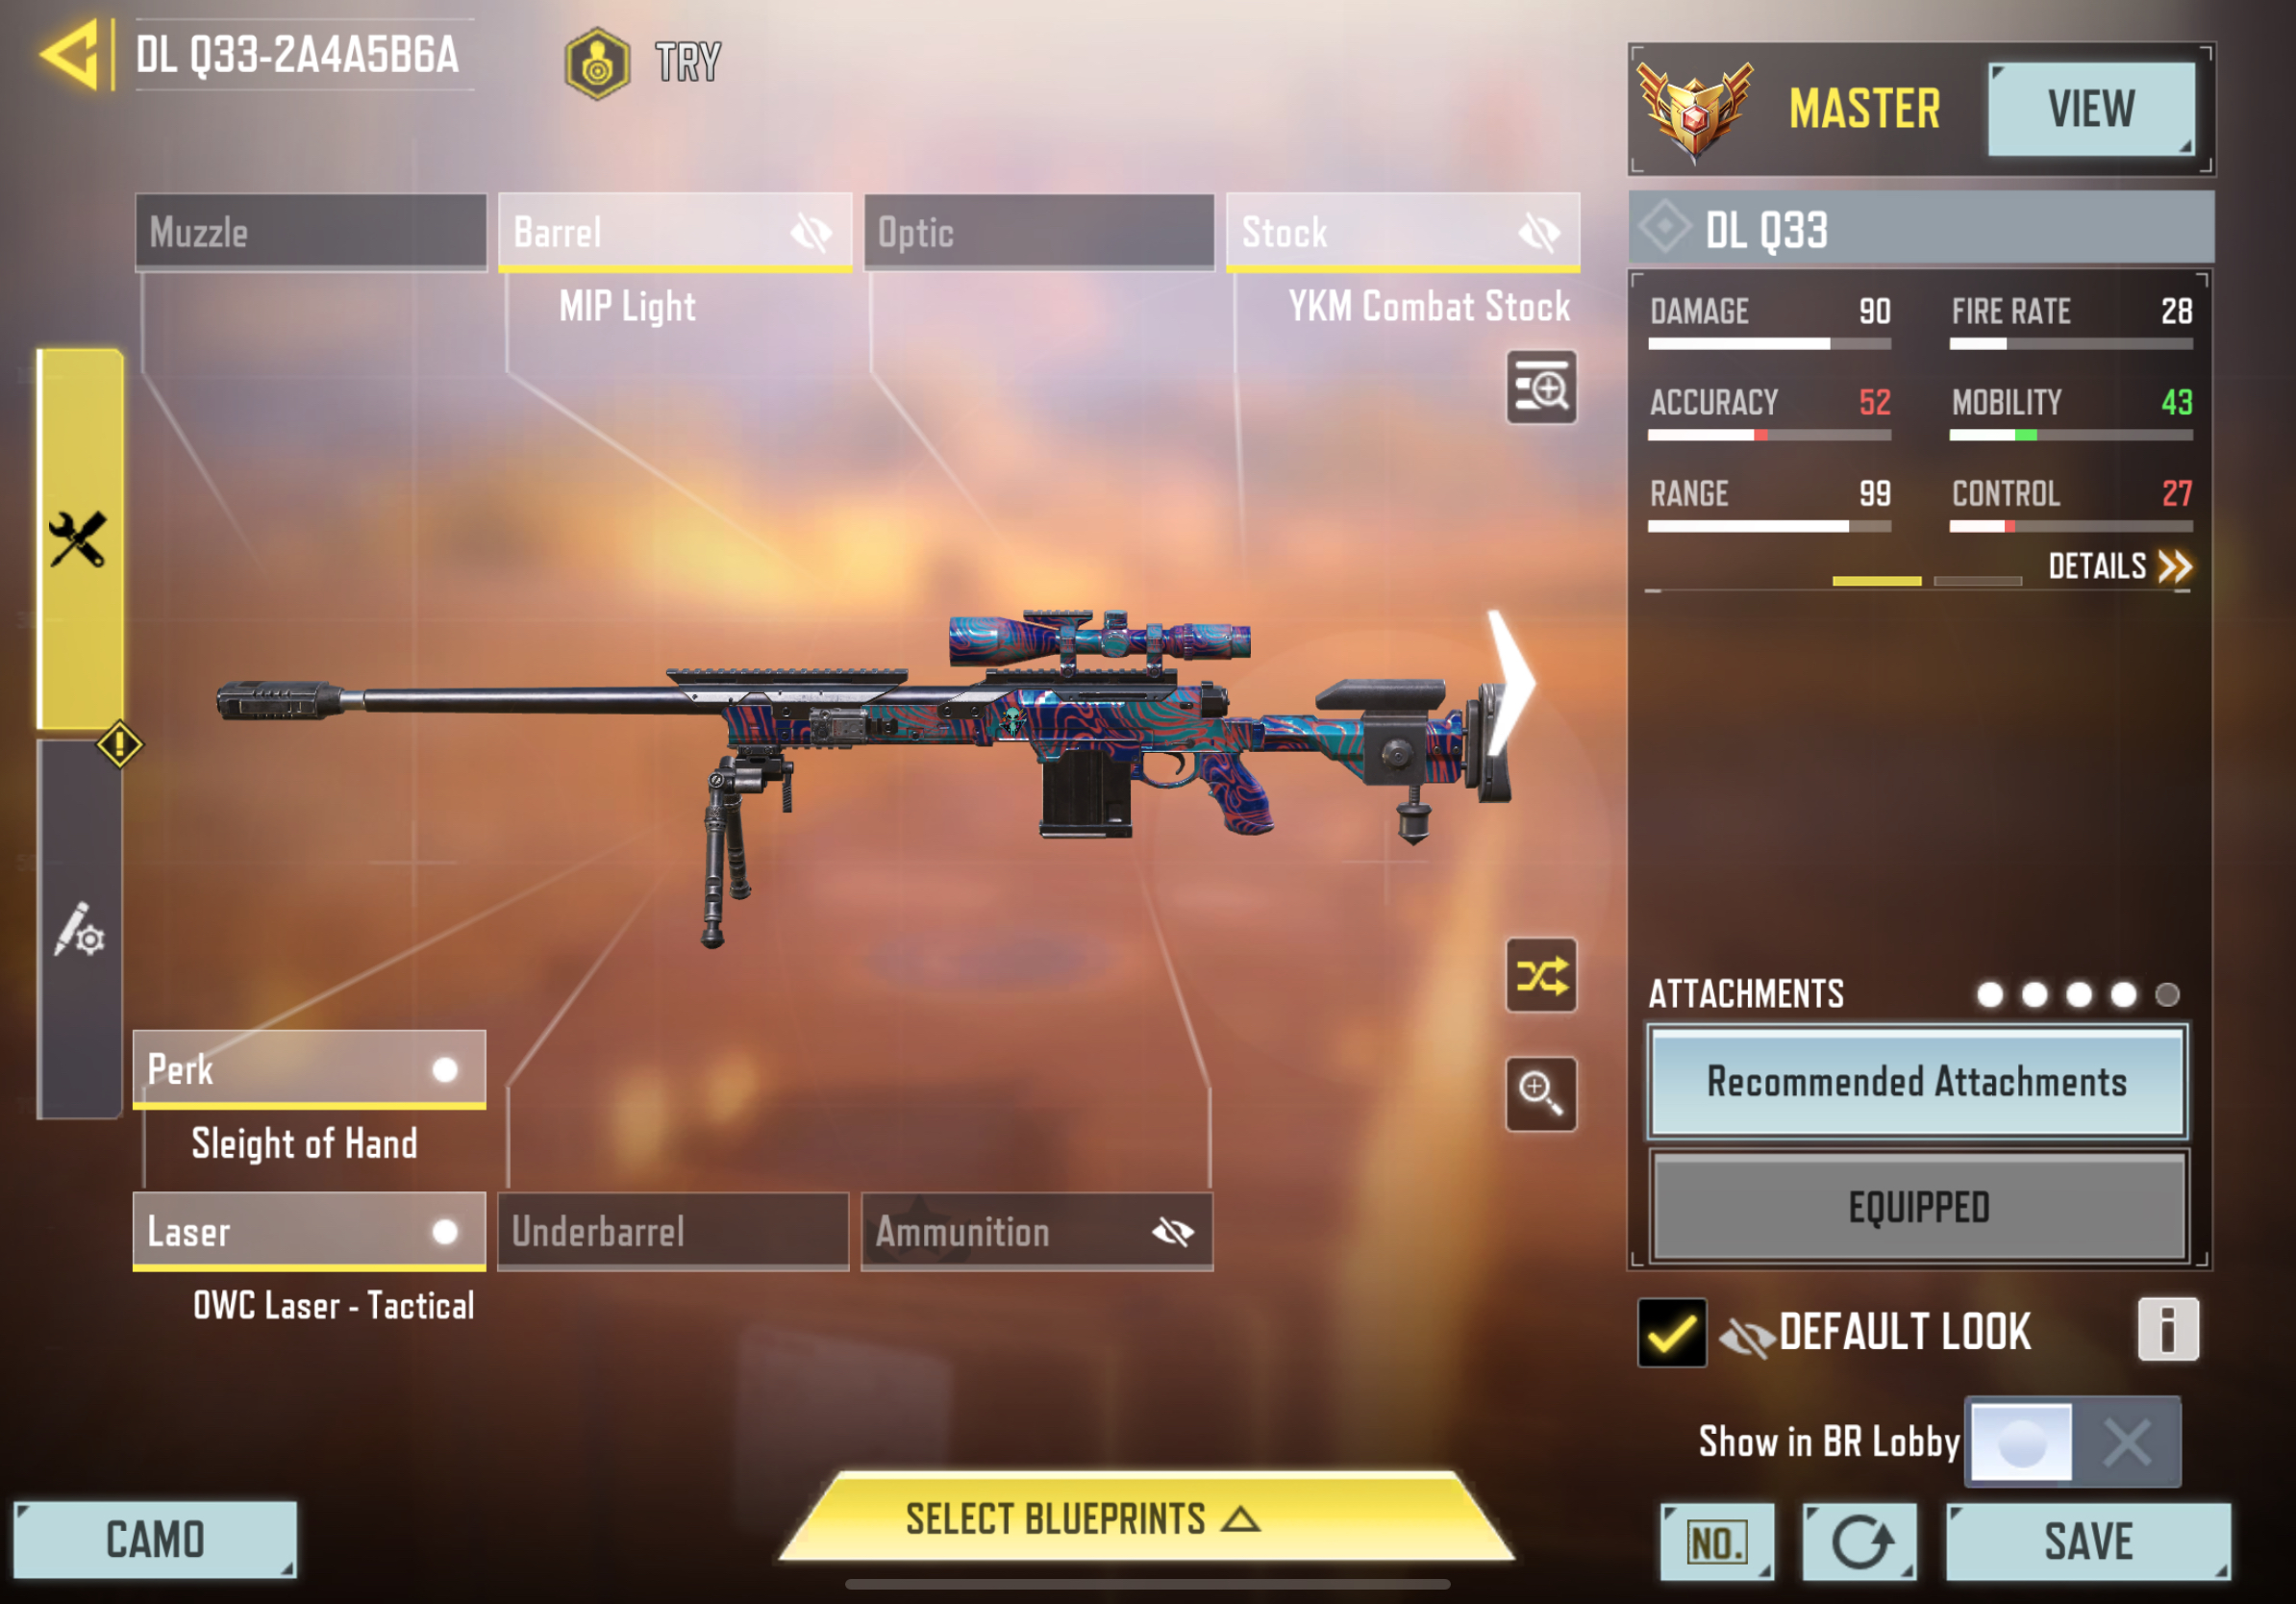 DL Q33-2A4A5B6A
TRY
MASTER
VIEW
Muzzle
Barrel
Optic
Stock
MIP Light
YKM Combat Stock
DL Q33
DAMAGE 90
FIRE RATE 28
ACCURACY 52
MOBILITY 43
RANGE 99
CONTROL 27
DETAILS
ATTACHMENTS
Recommended Attachments
EQUIPPED
Perk
Sleight of Hand
Laser
Underbarrel
Ammunition
OWC Laser - Tactical
DEFAULT LOOK
Show in BR Lobby
CAMO
SELECT BLUEPRINTS
NO.
SAVE